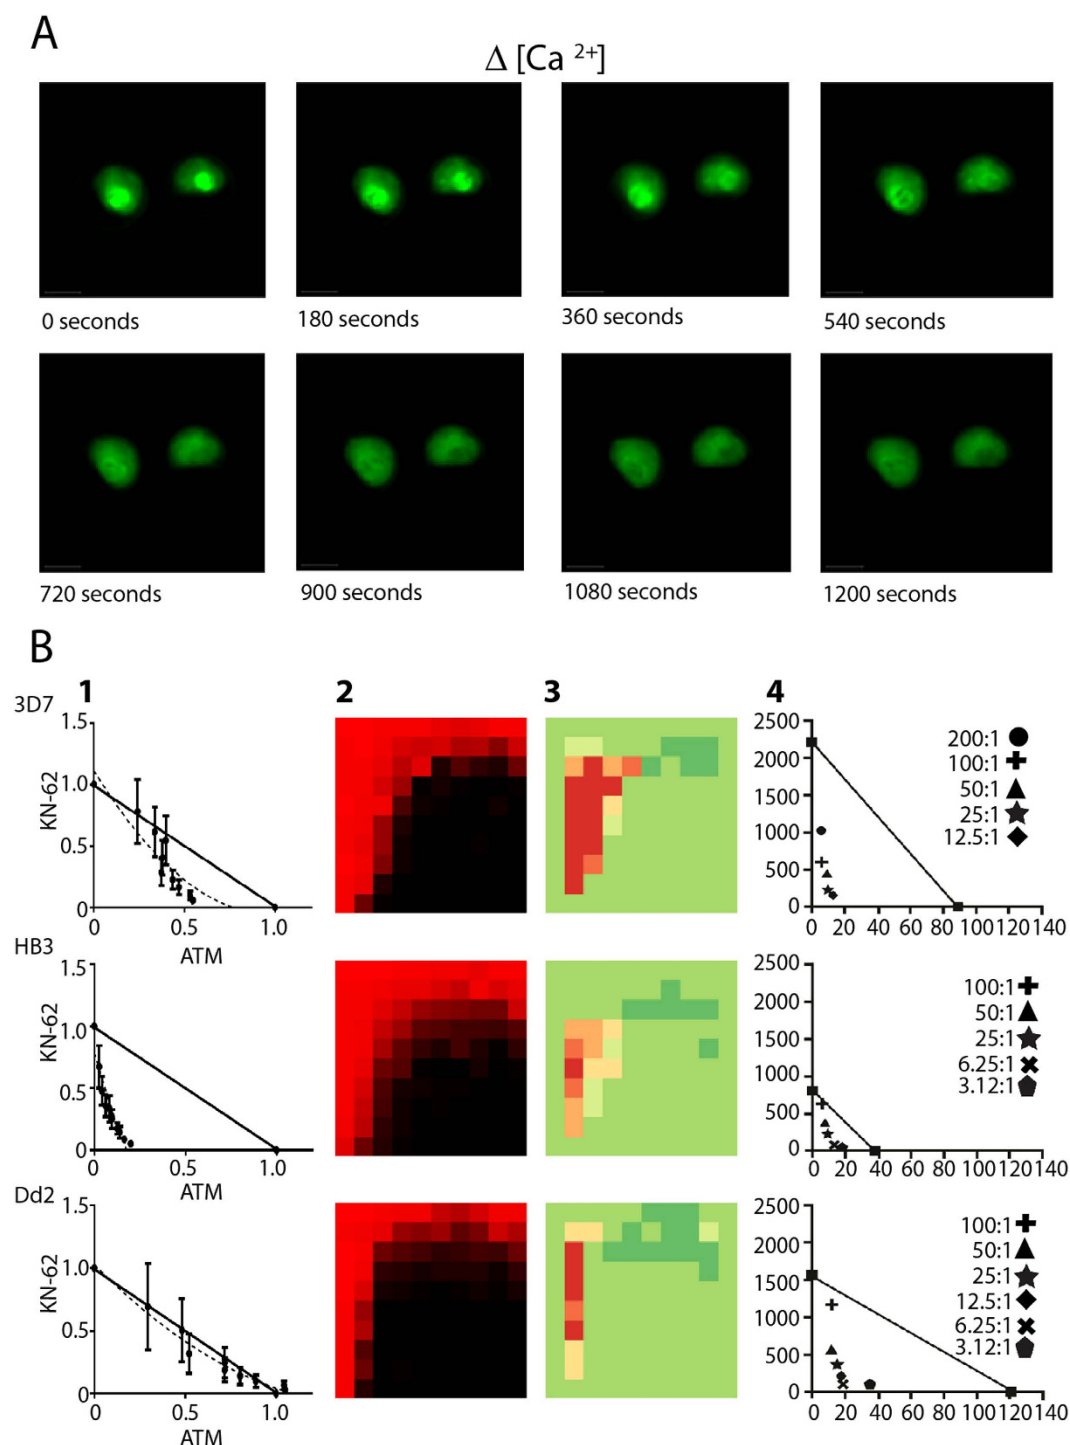 A
Δ [Ca 2+]
0 seconds
180 seconds
360 seconds
540 seconds
720 seconds
900 seconds
1080 seconds
1200 seconds
B
1
2
3
4
3D7
1.5
1.0
0.5
0
KN-62
0
0.5
1.0
ATM
2500
2000
1500
1000
500
0
0 20 40 60 80 100 120 140
200:1
100:1
50:1
25:1
12.5:1
HB3
1.5
1.0
0.5
0
KN-62
0
0.5
1.0
ATM
2500
2000
1500
1000
500
0
0 20 40 60 80 100 120 140
100:1
50:1
25:1
6.25:1
3.12:1
Dd2
1.5
1.0
0.5
0
KN-62
0
0.5
1.0
ATM
2500
2000
1500
1000
500
0
0 20 40 60 80 100 120 140
100:1
50:1
25:1
12.5:1
6.25:1
3.12:1